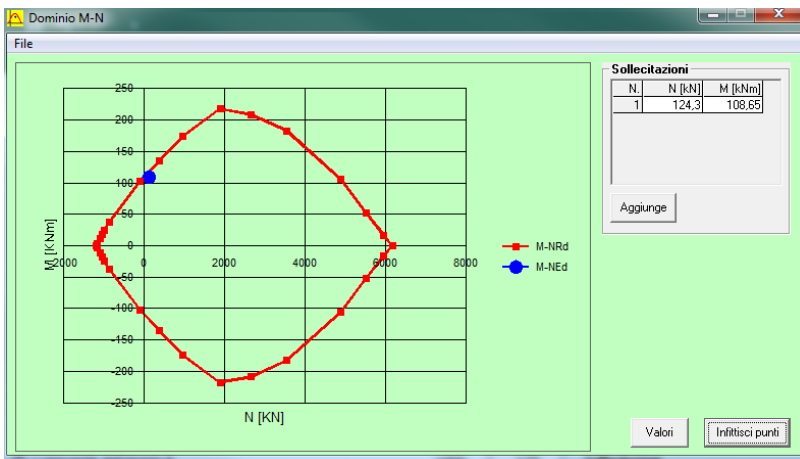 Dominio M-N
File
250
200
150
100
50
0
-50
-100
-150
-200
-250
M [KNm]
-2000
0
2000
4000
6000
8000
N [KN]
M-NRd
M-NEd
Sollecitazioni
N. N [kN] M [kNm]
1 124,3 108,65
Aggiunge
Valori
Infittisci punti